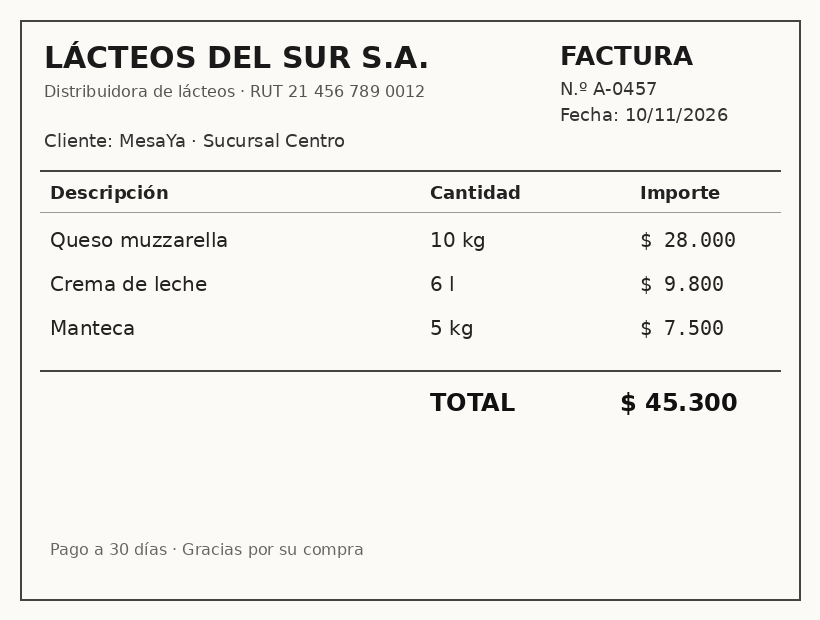 LÁCTEOS DEL SUR S.A.
Distribuidora de lácteos · RUT 21 456 789 0012
FACTURA
N.º A-0457
Fecha: 10/11/2026
Cliente: MesaYa · Sucursal Centro
Descripción Cantidad Importe
Queso muzzarella 10 kg $ 28.000
Crema de leche 6 l $ 9.800
Manteca 5 kg $ 7.500
TOTAL $ 45.300
Pago a 30 días · Gracias por su compra